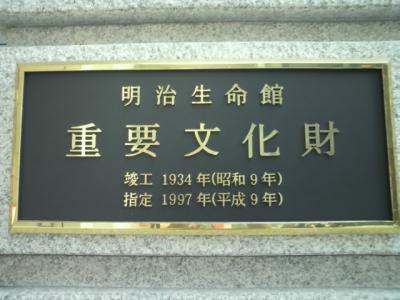 明治生命館
重要文化財
竣工 1934年(昭和9年)
指定 1997年(平成9年)